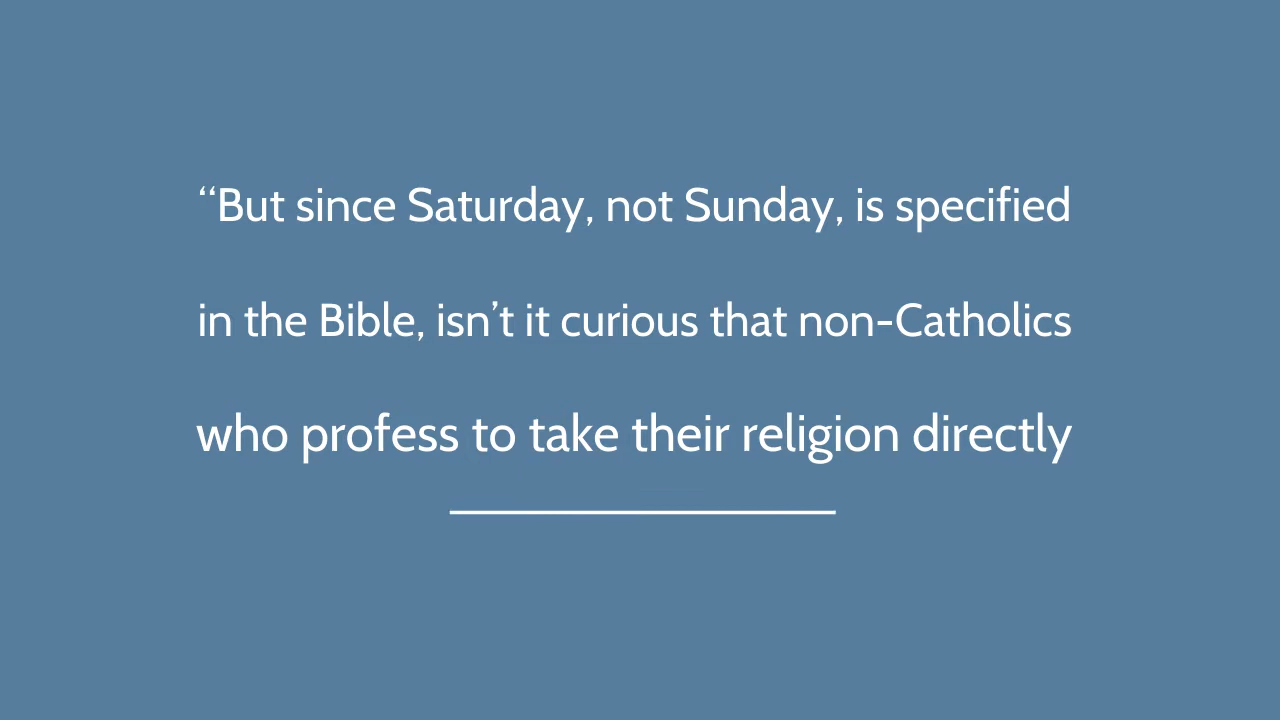 “But since Saturday, not Sunday, is specified
in the Bible, isn’t it curious that non-Catholics
who profess to take their religion directly